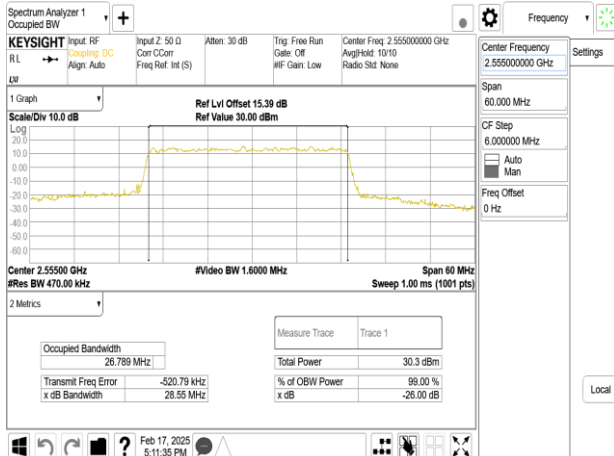 Spectrum Analyzer 1
Occupied BW
+
Frequency
KEYSIGHT
RL
Input: RF
Coupling: DC
Align: Auto
Input Z: 50 Ω
Corr CCorr
Freq Ref: Int (S)
Atten: 30 dB
Trig: Free Run
Gate: Off
#IF Gain: Low
Center Freq: 2.555000000 GHz
Avg|Hold: 10/10
Radio Std: None
LXI
1 Graph
Scale/Div 10.0 dB
Ref Lvl Offset 15.39 dB
Ref Value 30.00 dBm
Log
20.0
10.0
0.00
-10.0
-20.0
-30.0
-40.0
-50.0
-60.0
Center 2.55500 GHz
#Res BW 470.00 kHz
#Video BW 1.6000 MHz
Span 60 MHz
Sweep 1.00 ms (1001 pts)
2 Metrics
Measure Trace
Trace 1
Occupied Bandwidth
26.789 MHz
Total Power
30.3 dBm
Transmit Freq Error
-520.79 kHz
% of OBW Power
99.00 %
x dB Bandwidth
28.55 MHz
x dB
-26.00 dB
Feb 17, 2025
5:11:35 PM
Center Frequency
2.555000000 GHz
Settings
Span
60.000 MHz
CF Step
6.000000 MHz
Auto
Man
Freq Offset
0 Hz
Local